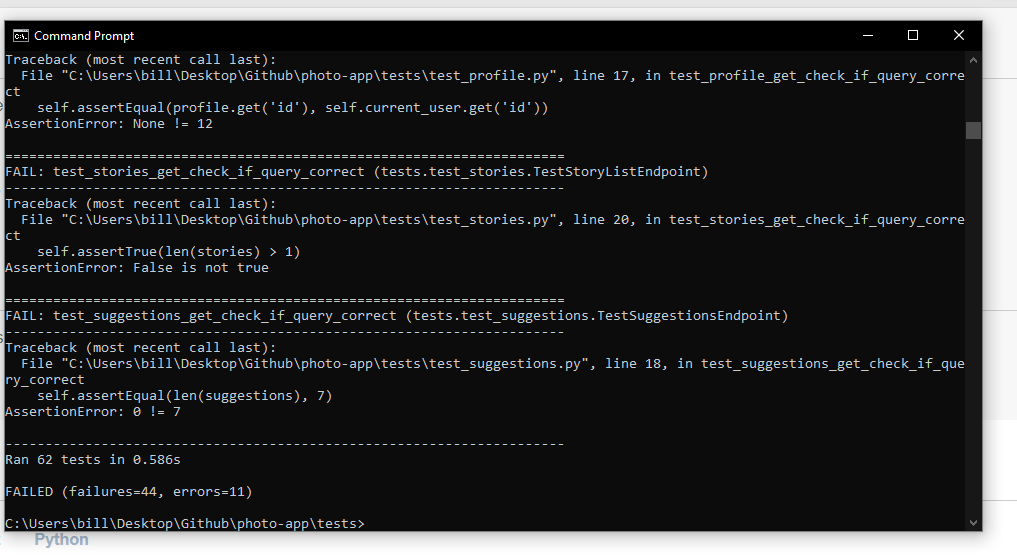 Command Prompt
Traceback (most recent call last):
  File "C:\Users\bill\Desktop\Github\photo-app\tests\test_profile.py", line 17, in test_profile_get_check_if_query_corre
ct
    self.assertEqual(profile.get('id'), self.current_user.get('id'))
AssertionError: None != 12
======================================================================
FAIL: test_stories_get_check_if_query_correct (tests.test_stories.TestStoryListEndpoint)
----------------------------------------------------------------------
Traceback (most recent call last):
  File "C:\Users\bill\Desktop\Github\photo-app\tests\test_stories.py", line 20, in test_stories_get_check_if_query_corre
ct
    self.assertTrue(len(stories) > 1)
AssertionError: False is not true
======================================================================
FAIL: test_suggestions_get_check_if_query_correct (tests.test_suggestions.TestSuggestionsEndpoint)
----------------------------------------------------------------------
Traceback (most recent call last):
  File "C:\Users\bill\Desktop\Github\photo-app\tests\test_suggestions.py", line 18, in test_suggestions_get_check_if_que
ry_correct
    self.assertEqual(len(suggestions), 7)
AssertionError: 0 != 7
----------------------------------------------------------------------
Ran 62 tests in 0.586s
FAILED (failures=44, errors=11)
C:\Users\bill\Desktop\Github\photo-app\tests>
Python